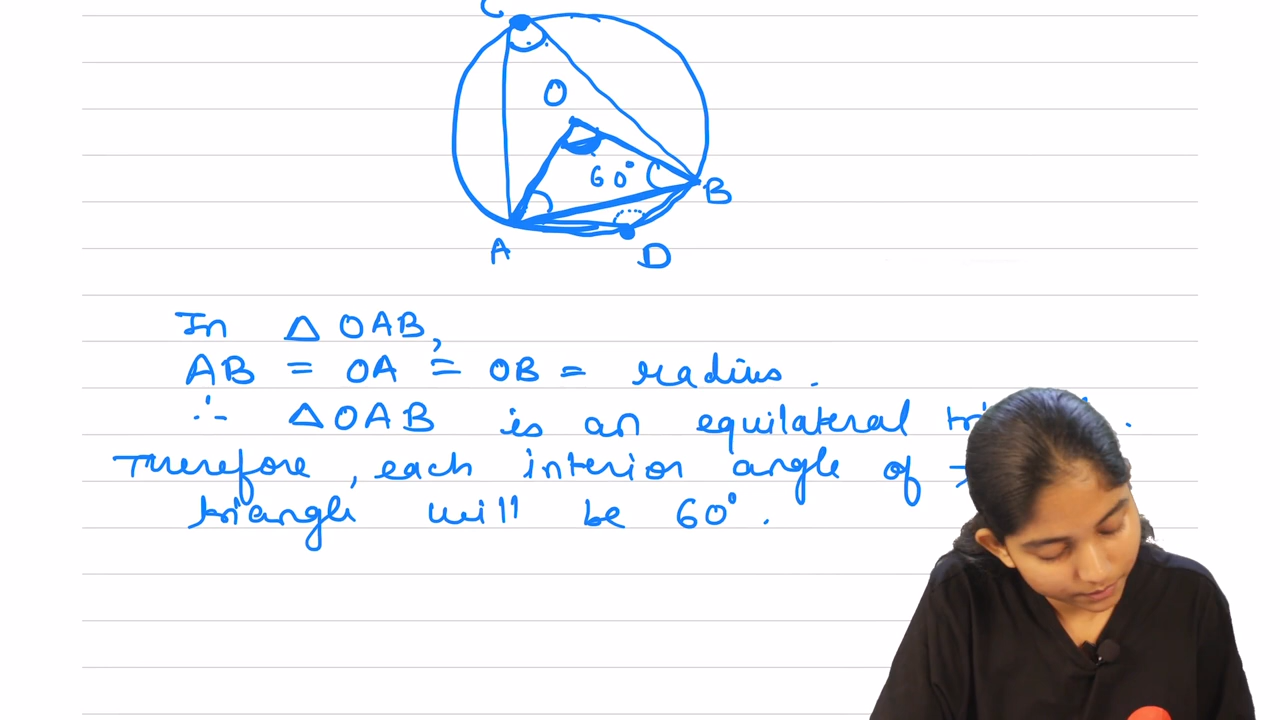 C
O
60°
B
A
D
In △ OAB,
AB = OA = OB = radius.
∴ △OAB is an equilateral
Therefore, each interior angle of
triangle will be 60°.